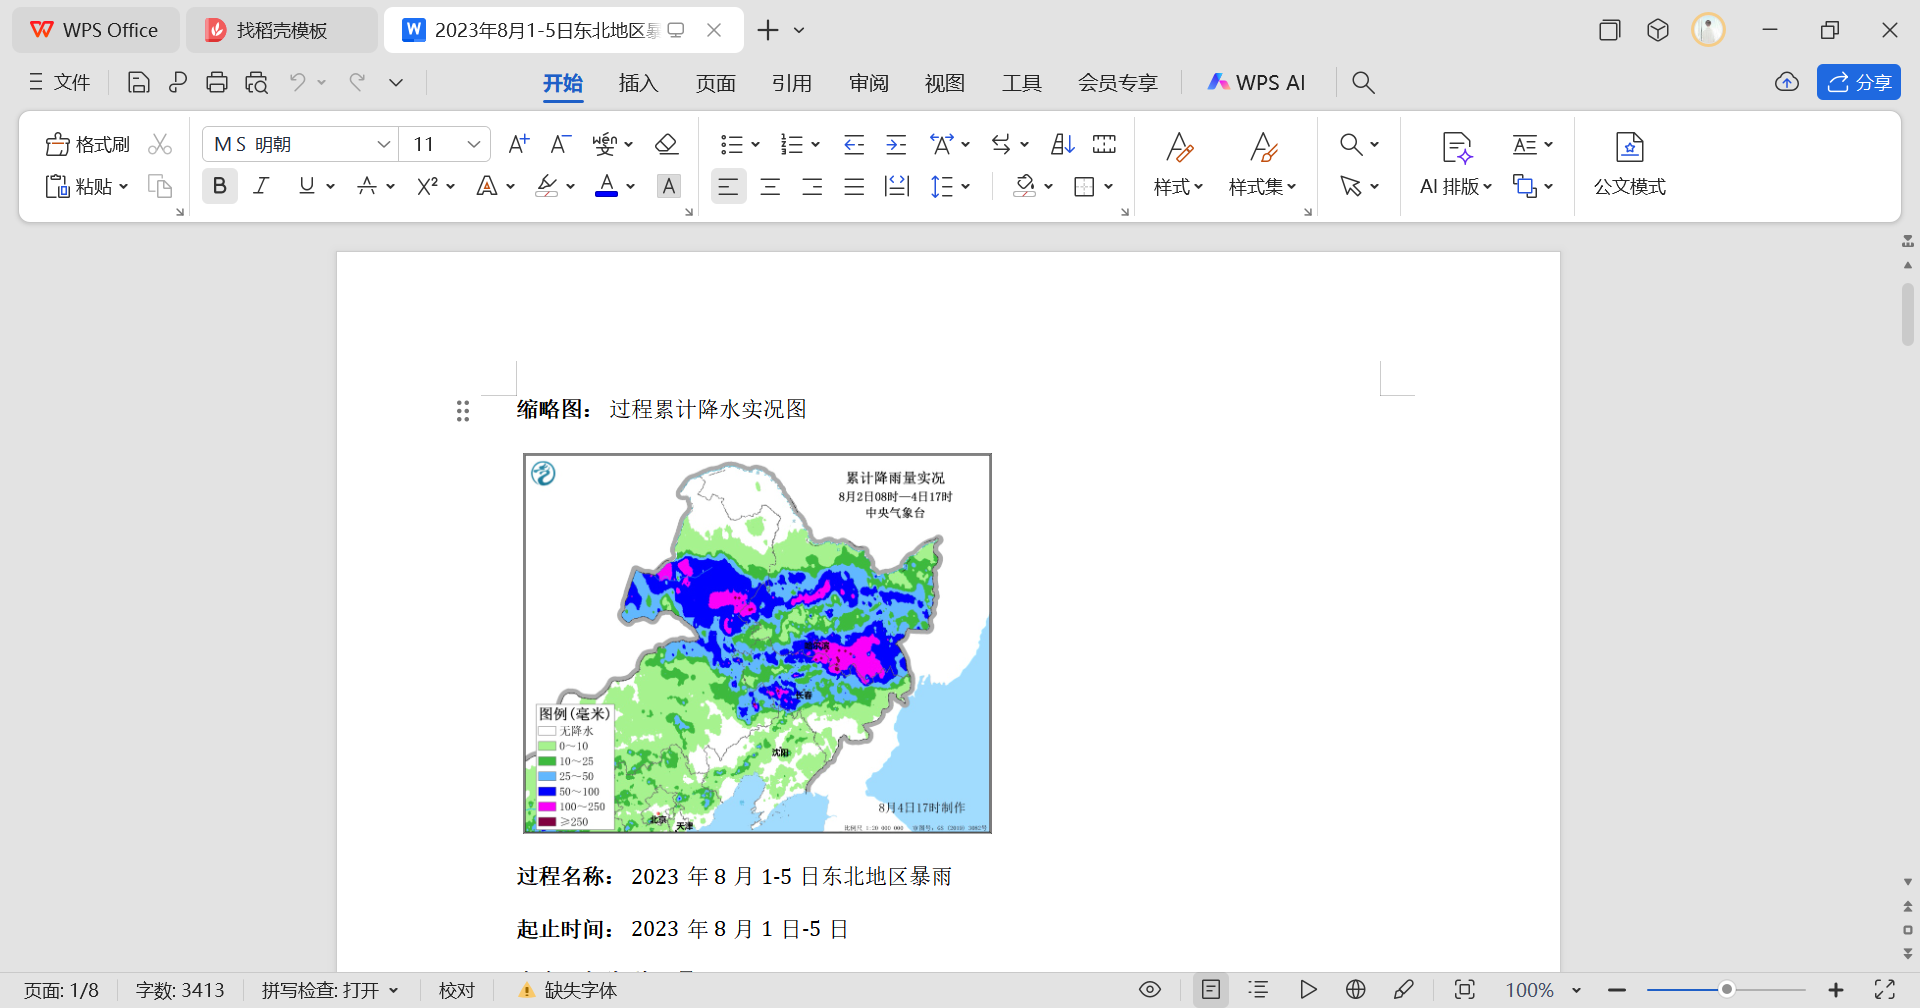 WPS Office
找稻壳模板
2023年8月1-5日东北地区暴
文件
开始
插入
页面
引用
审阅
视图
工具
会员专享
WPS AI
分享
格式刷
粘贴
MS 明朝
11
样式
样式集
AI 排版
公文模式
缩略图： 过程累计降水实况图
累计降雨量实况
8月2日08时—4日17时
中央气象台
长春
沈阳
北京
天津
图例(毫米)
无降水
0～10
10～25
25～50
50～100
100～250
≥250
8月4日17时制作
过程名称： 2023 年 8 月 1-5 日东北地区暴雨
起止时间： 2023 年 8 月 1 日-5 日
页面: 1/8
字数: 3413
拼写检查: 打开
校对
缺失字体
100%